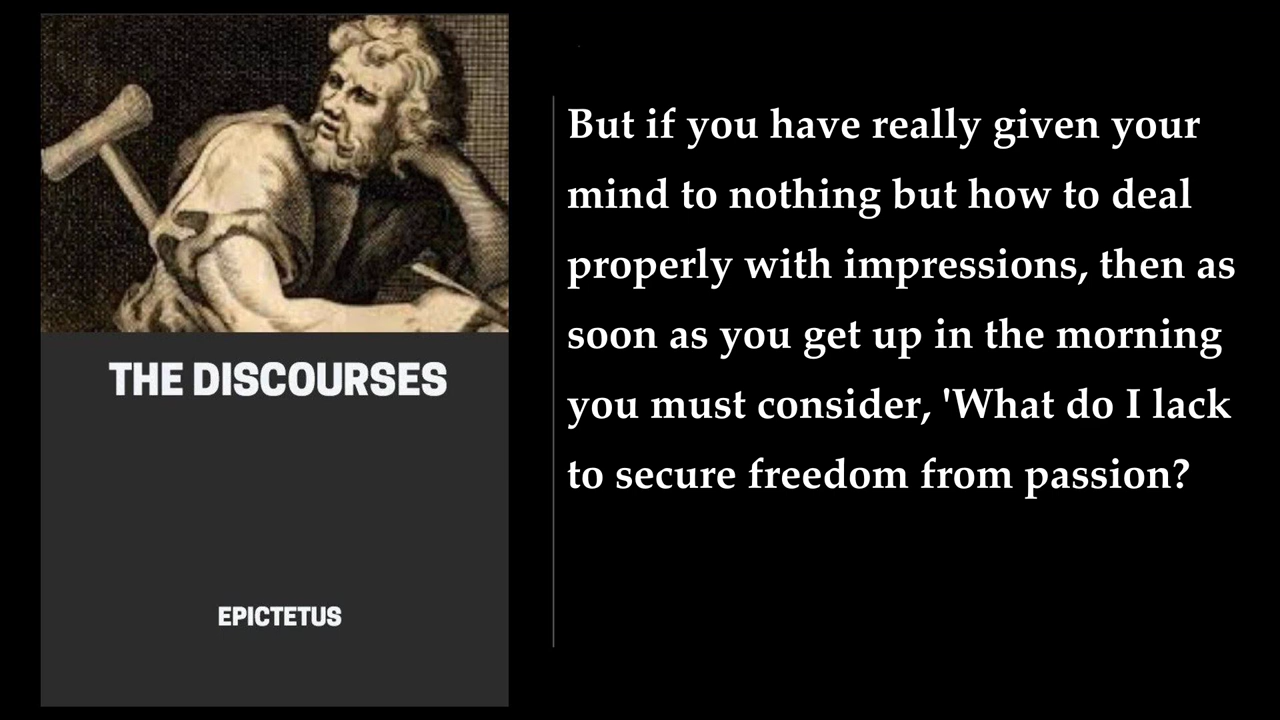 THE DISCOURSES
EPICTETUS
But if you have really given your
mind to nothing but how to deal
properly with impressions, then as
soon as you get up in the morning
you must consider, 'What do I lack
to secure freedom from passion?